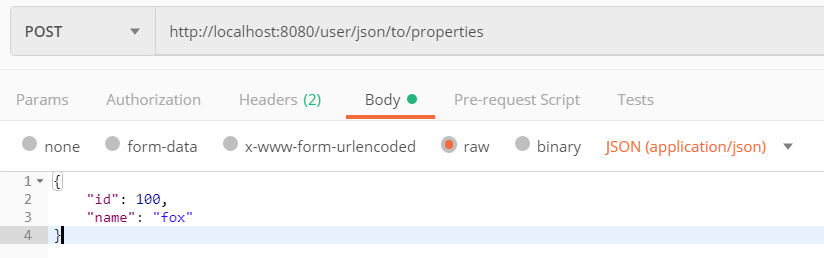 POST http://localhost:8080/user/json/to/properties
Params Authorization Headers (2) Body Pre-request Script Tests
none form-data x-www-form-urlencoded raw binary JSON (application/json)
1 {
2 "id": 100,
3 "name": "fox"
4 }